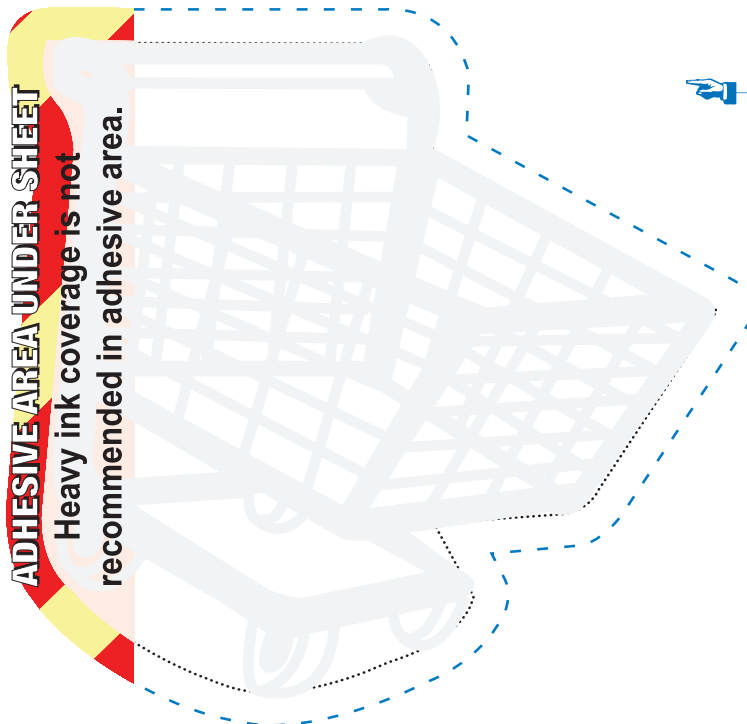 ADHESIVE AREA UNDER SHEET
Heavy ink coverage is not
recommended in adhesive area.